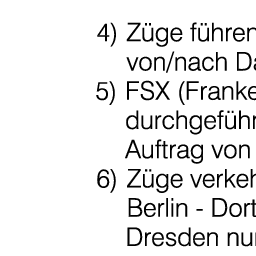 4) Züge führen
von/nach Da
5) FSX (Franke
durchgeführ
Auftrag von
6) Züge verkeh
Berlin - Dort
Dresden nur